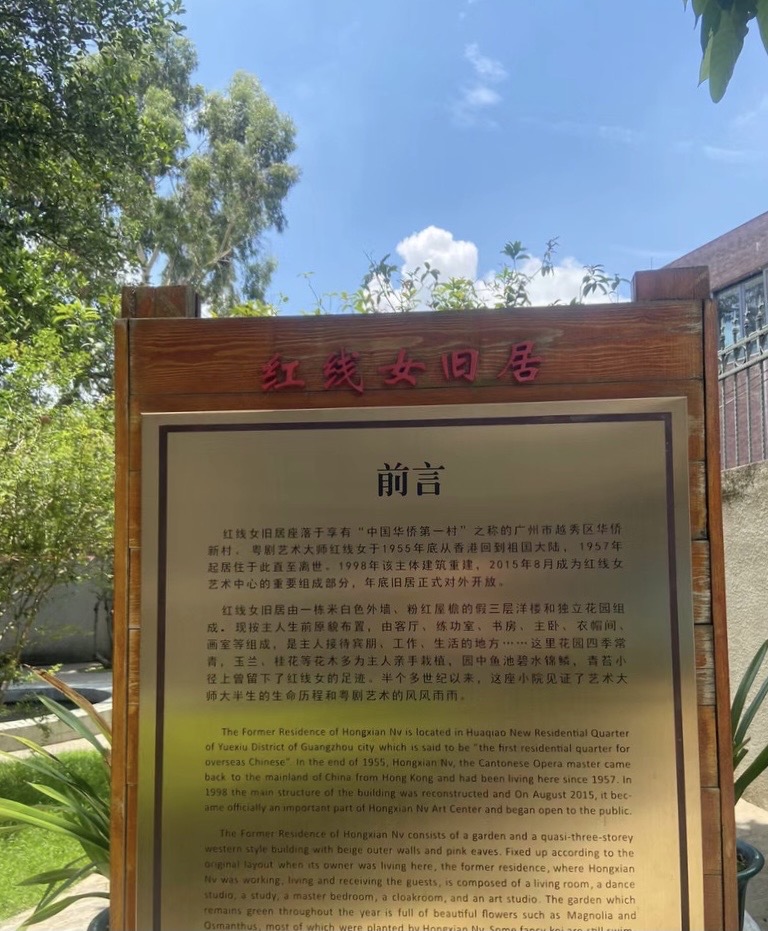 红线女旧居
前言
红线女旧居座落于享有“中国华侨第一村”之称的广州市越秀区华侨
新村。粤剧艺术大师红线女于1955年底从香港回到祖国大陆，1957年
起居住于此直至离世。1998年该主体建筑重建，2015年8月成为红线女
艺术中心的重要组成部分，年底旧居正式对外开放。
红线女旧居由一栋米白色外墙、粉红屋檐的假三层洋楼和独立花园组
成。现按主人生前原貌布置，由客厅、练功室、书房、主卧、衣帽间、
画室等组成，是主人接待宾朋、工作、生活的地方……这里花园四季常
青，玉兰、桂花等花木多为主人亲手栽植，园中鱼池碧水锦鳞，青苔小
径上曾留下了红线女的足迹。半个多世纪以来，这座小院见证了艺术大
师大半生的生命历程和粤剧艺术的风风雨雨。
The Former Residence of Hongxian Nv is located in Huaqiao New Residential Quarter
of Yuexiu District of Guangzhou city which is said to be "the first residential quarter for
overseas Chinese". In the end of 1955, Hongxian Nv, the Cantonese Opera master came
back to the mainland of China from Hong Kong and had been living here since 1957. In
1998 the main structure of the building was reconstructed and On August 2015, it bec-
ame officially an important part of Hongxian Nv Art Center and began open to the public.
The Former Residence of Hongxian Nv consists of a garden and a quasi-three-storey
western style building with beige outer walls and pink eaves. Fixed up according to the
original layout when its owner was living here, the former residence, where Hongxian
Nv was working, living and receiving the guests, is composed of a living room, a dance
studio, a study, a master bedroom, a cloakroom, and an art studio. The garden which
remains green throughout the year is full of beautiful flowers such as Magnolia and
Osmanthus, most of which were planted by Hongxian Nv. Some fancy koi are still swim